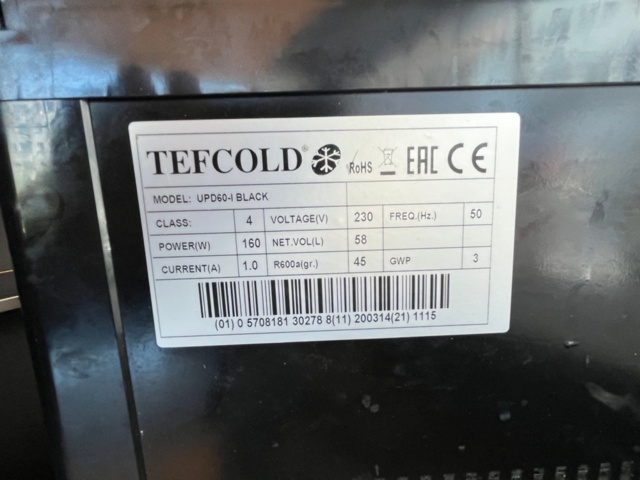 TEFCOLD® RoHS EAC CE
MODEL: UPD60-I BLACK
CLASS: 4 VOLTAGE(V) 230 FREQ.(Hz.) 50
POWER(W) 160 NET.VOL(L) 58
CURRENT(A) 1.0 R600a(gr.) 45 GWP 3
(01) 0 5708181 30278 8(11) 200314(21) 1115